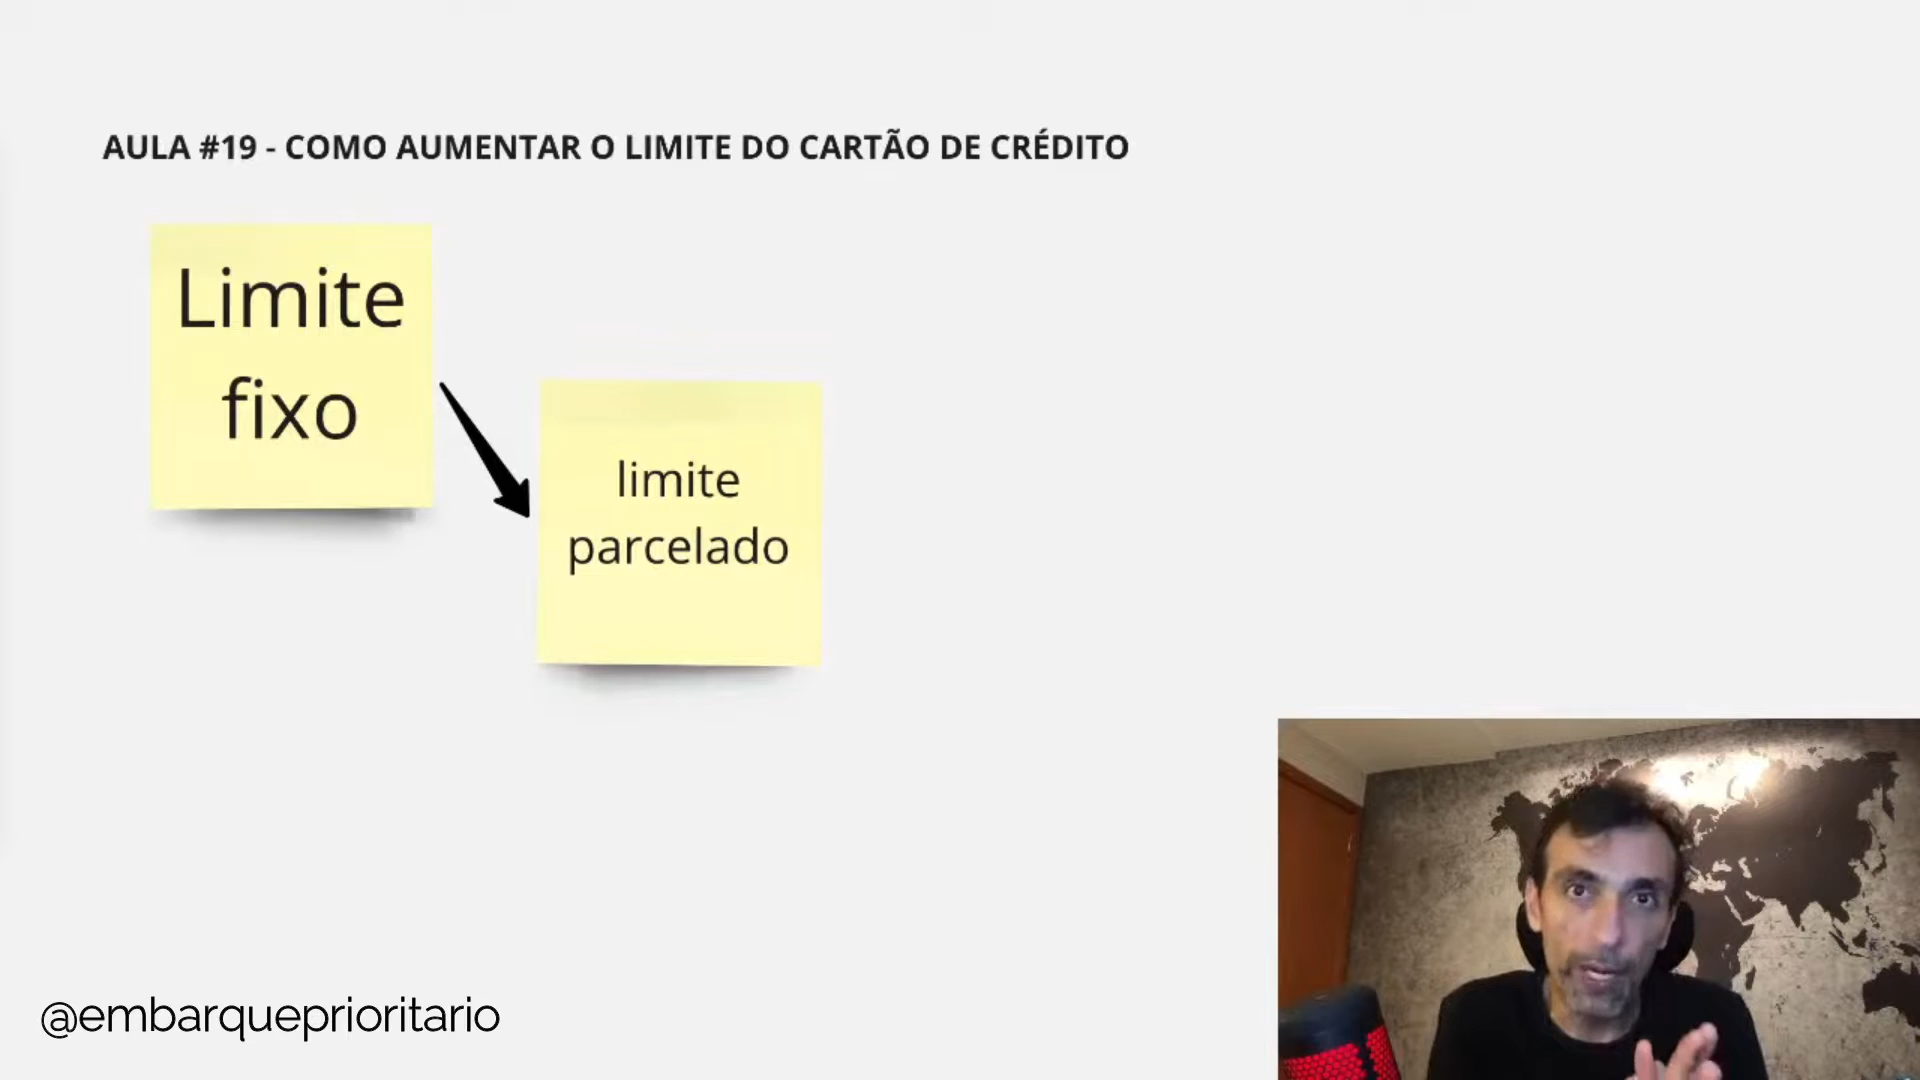 AULA #19 - COMO AUMENTAR O LIMITE DO CARTÃO DE CRÉDITO
Limite
fixo
limite
parcelado
@embarqueprioritario